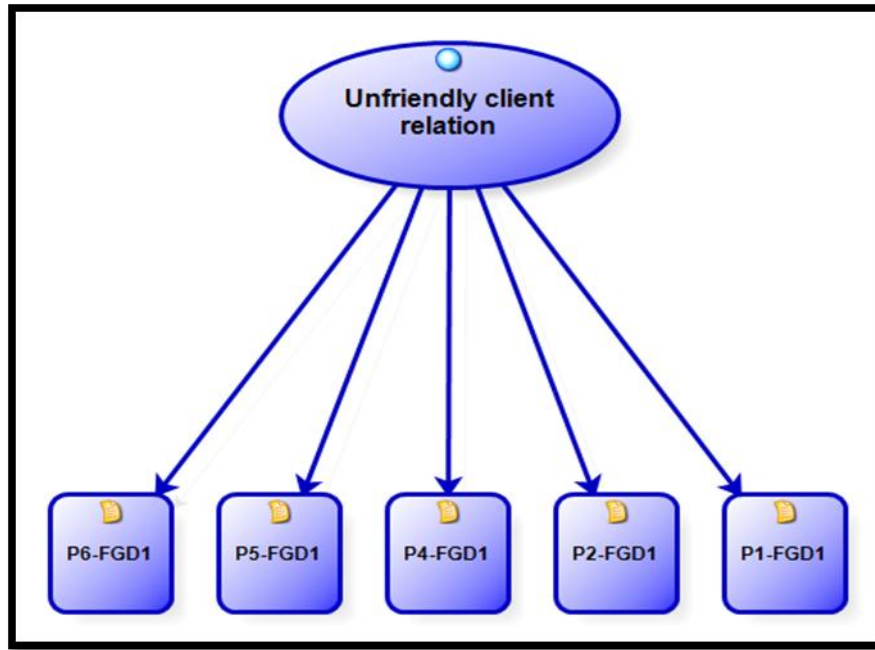 Unfriendly client
relation
P6-FGD1
P5-FGD1
P4-FGD1
P2-FGD1
P1-FGD1